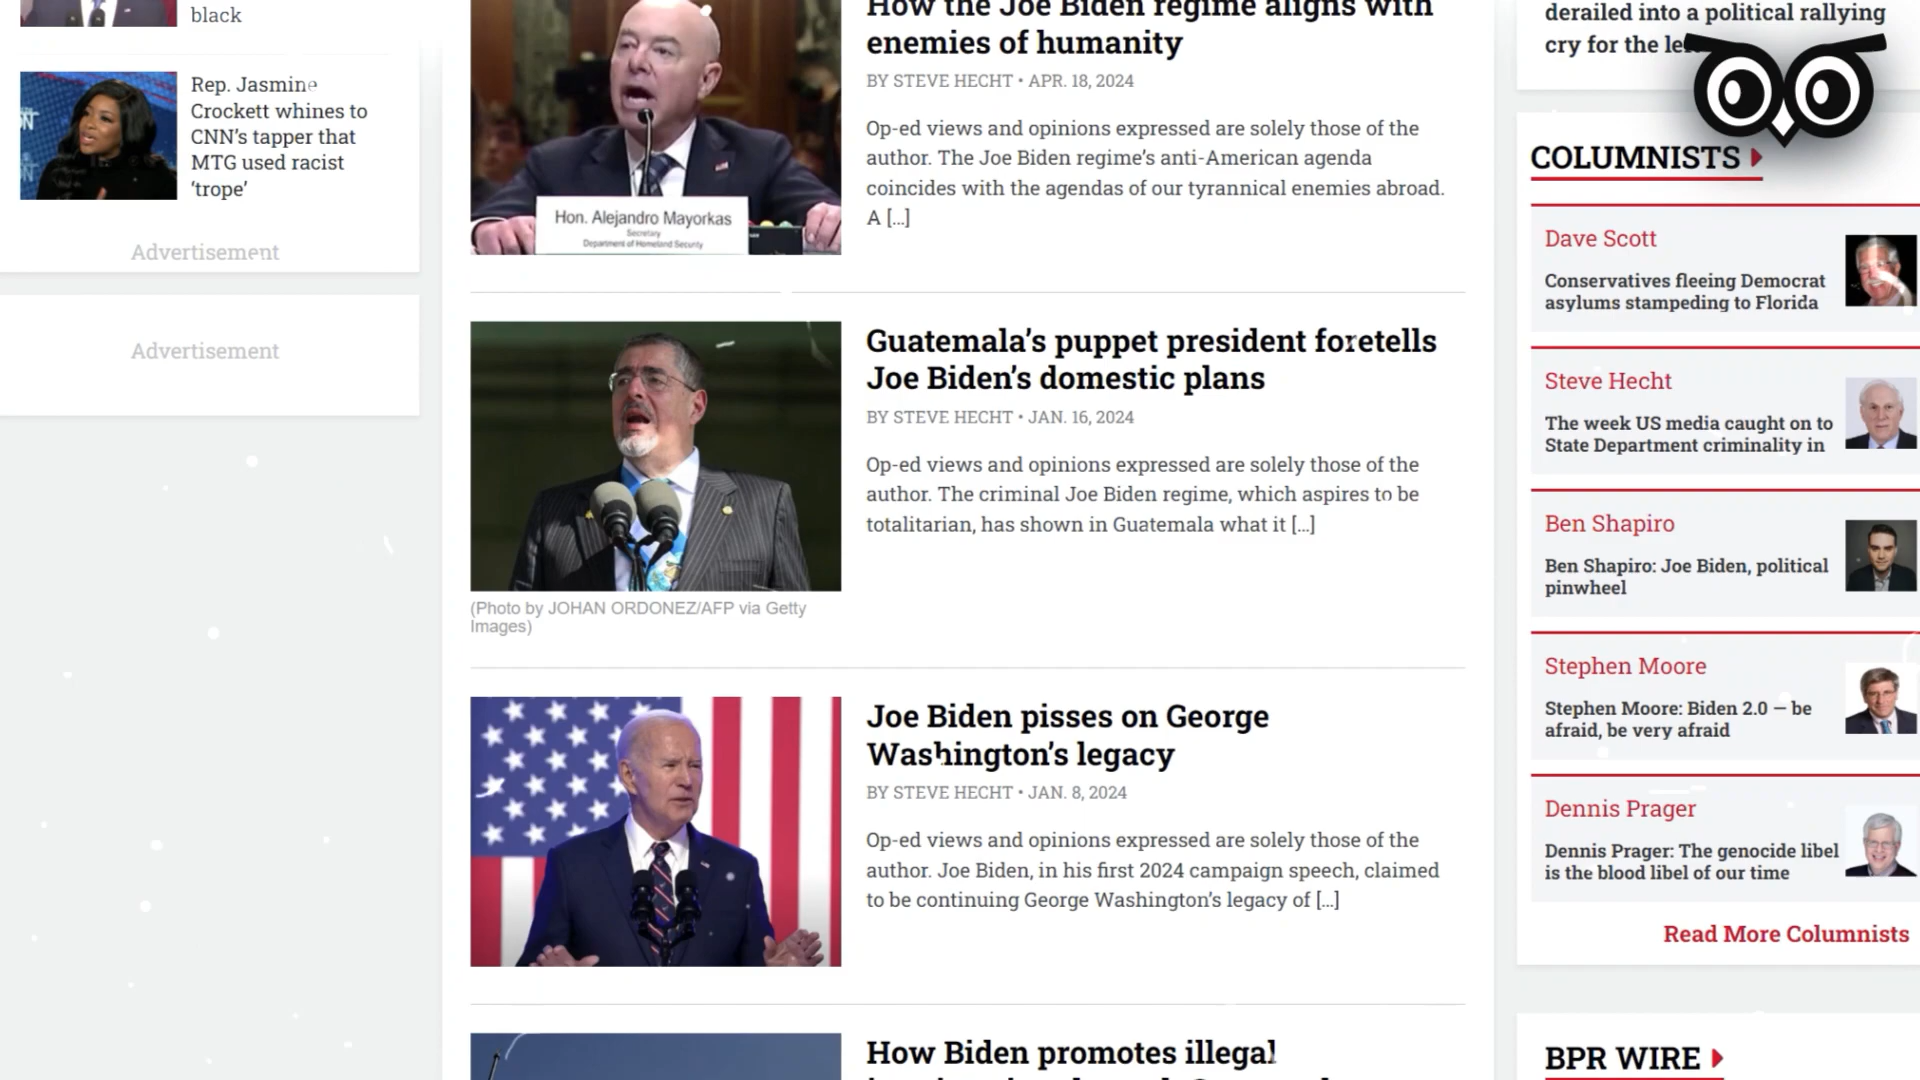 black
Rep. Jasmine
Crockett whines to
CNN’s tapper that
MTG used racist
‘trope’
Advertisement
Advertisement
How the Joe Biden regime aligns with
enemies of humanity
BY STEVE HECHT • APR. 18, 2024
Op-ed views and opinions expressed are solely those of the
author. The Joe Biden regime’s anti-American agenda
coincides with the agendas of our tyrannical enemies abroad.
A [...]
Hon. Alejandro Mayorkas
Secretary
Department of Homeland Security
Guatemala’s puppet president foretells
Joe Biden’s domestic plans
BY STEVE HECHT • JAN. 16, 2024
Op-ed views and opinions expressed are solely those of the
author. The criminal Joe Biden regime, which aspires to be
totalitarian, has shown in Guatemala what it [...]
(Photo by JOHAN ORDONEZ/AFP via Getty
Images)
Joe Biden pisses on George
Washington’s legacy
BY STEVE HECHT • JAN. 8, 2024
Op-ed views and opinions expressed are solely those of the
author. Joe Biden, in his first 2024 campaign speech, claimed
to be continuing George Washington’s legacy of [...]
How Biden promotes illegal
derailed into a political rallying
cry for the
COLUMNISTS
Dave Scott
Conservatives fleeing Democrat
asylums stampeding to Florida
Steve Hecht
The week US media caught on to
State Department criminality in
Ben Shapiro
Ben Shapiro: Joe Biden, political
pinwheel
Stephen Moore
Stephen Moore: Biden 2.0 — be
afraid, be very afraid
Dennis Prager
Dennis Prager: The genocide libel
is the blood libel of our time
Read More Columnists
BPR WIRE